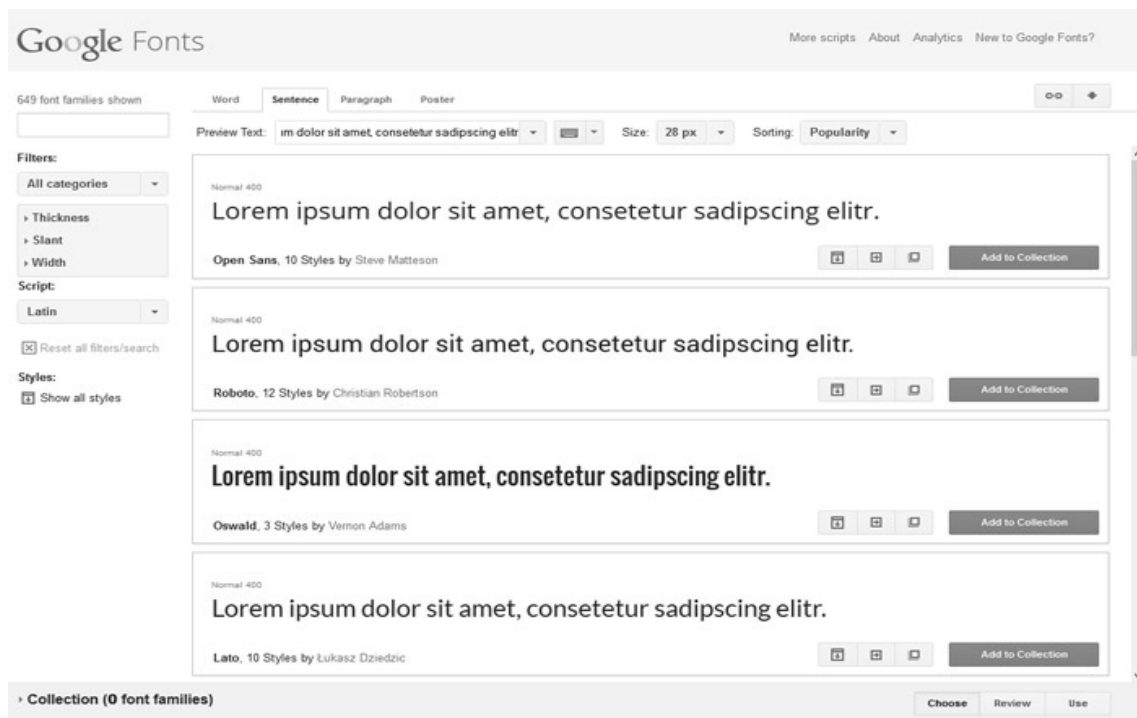 Google Fonts
More scripts About Analytics New to Google Fonts?
649 font families shown
Word Sentence Paragraph Poster
Preview Text: ım dolor sit amet, consetetur sadipscing elitr Size: 28 px Sorting: Popularity
Filters:
All categories
Thickness
Slant
Width
Script:
Latin
Reset all filters/search
Styles:
Show all styles
Normal 400
Lorem ipsum dolor sit amet, consetetur sadipscing elitr.
Open Sans, 10 Styles by Steve Matteson Add to Collection
Normal 400
Lorem ipsum dolor sit amet, consetetur sadipscing elitr.
Roboto, 12 Styles by Christian Robertson Add to Collection
Normal 400
Lorem ipsum dolor sit amet, consetetur sadipscing elitr.
Oswald, 3 Styles by Vernon Adams Add to Collection
Normal 400
Lorem ipsum dolor sit amet, consetetur sadipscing elitr.
Lato, 10 Styles by Łukasz Dziedzic Add to Collection
Collection (0 font families) Choose Review Use